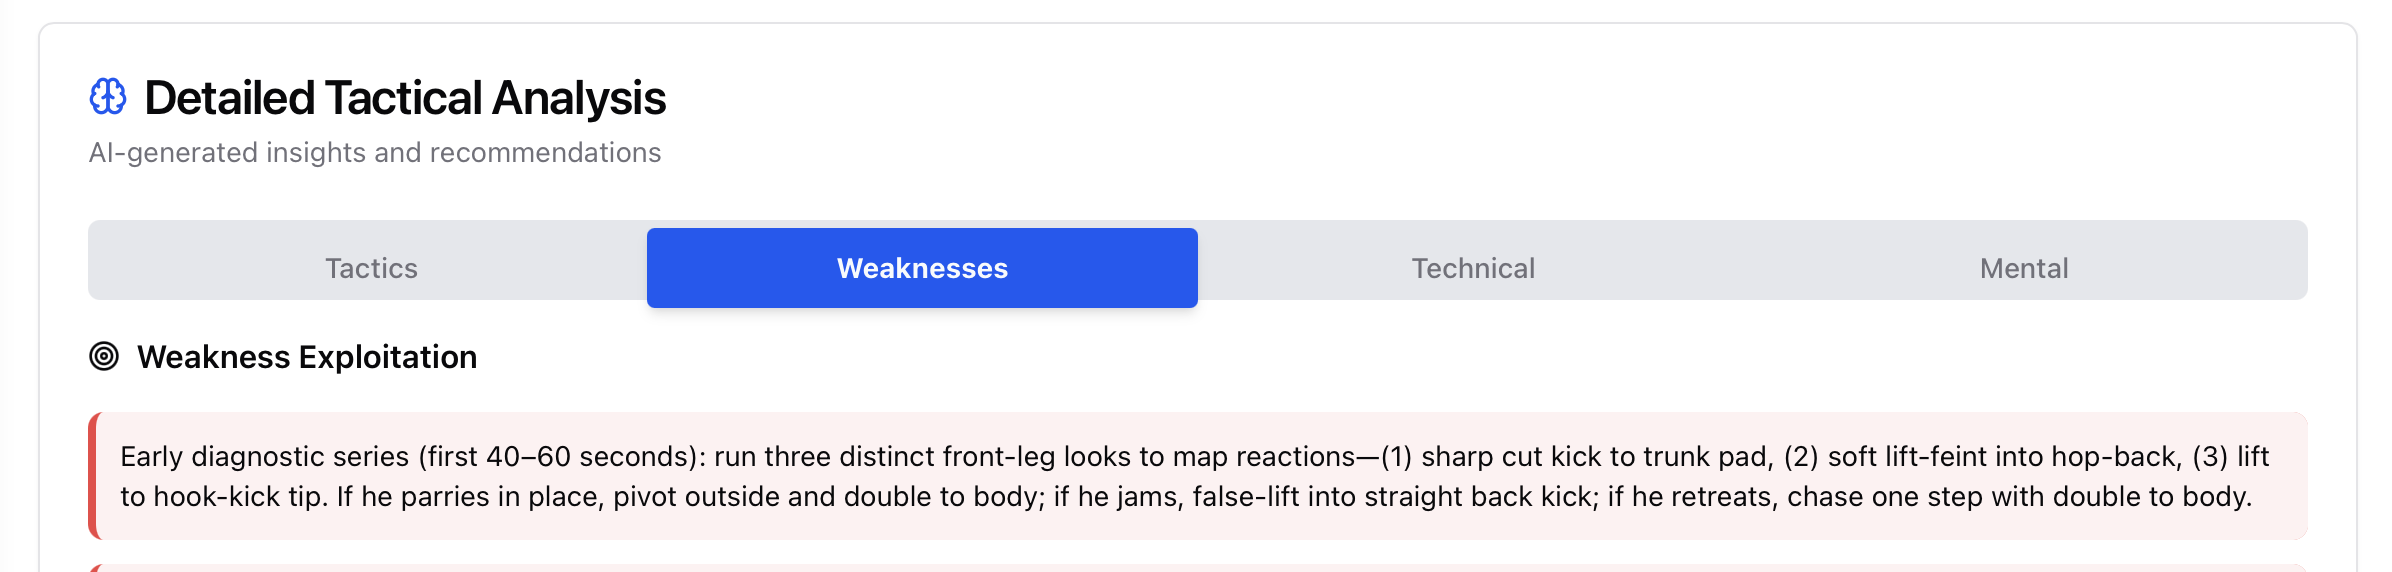 Detailed Tactical Analysis
AI-generated insights and recommendations
Tactics
Weaknesses
Technical
Mental
Weakness Exploitation
Early diagnostic series (first 40–60 seconds): run three distinct front-leg looks to map reactions—(1) sharp cut kick to trunk pad, (2) soft lift-feint into hop-back, (3) lift
to hook-kick tip. If he parries in place, pivot outside and double to body; if he jams, false-lift into straight back kick; if he retreats, chase one step with double to body.